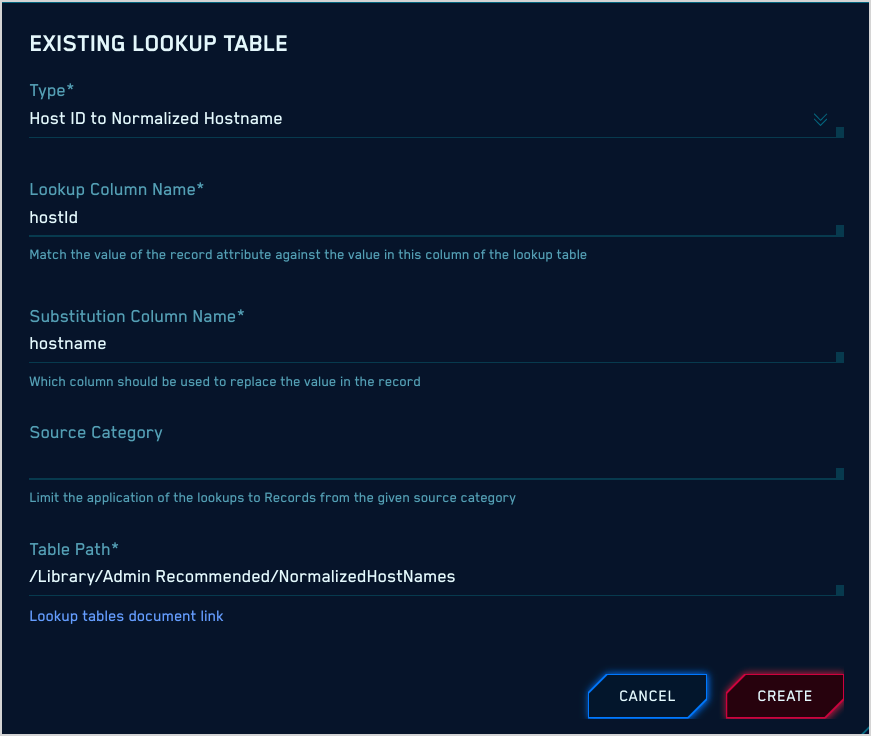 EXISTING LOOKUP TABLE
Type*
Host ID to Normalized Hostname
Lookup Column Name*
hostId
Match the value of the record attribute against the value in this column of the lookup table
Substitution Column Name*
hostname
Which column should be used to replace the value in the record
Source Category
Limit the application of the lookups to Records from the given source category
Table Path*
/Library/Admin Recommended/NormalizedHostNames
Lookup tables document link
CANCEL CREATE